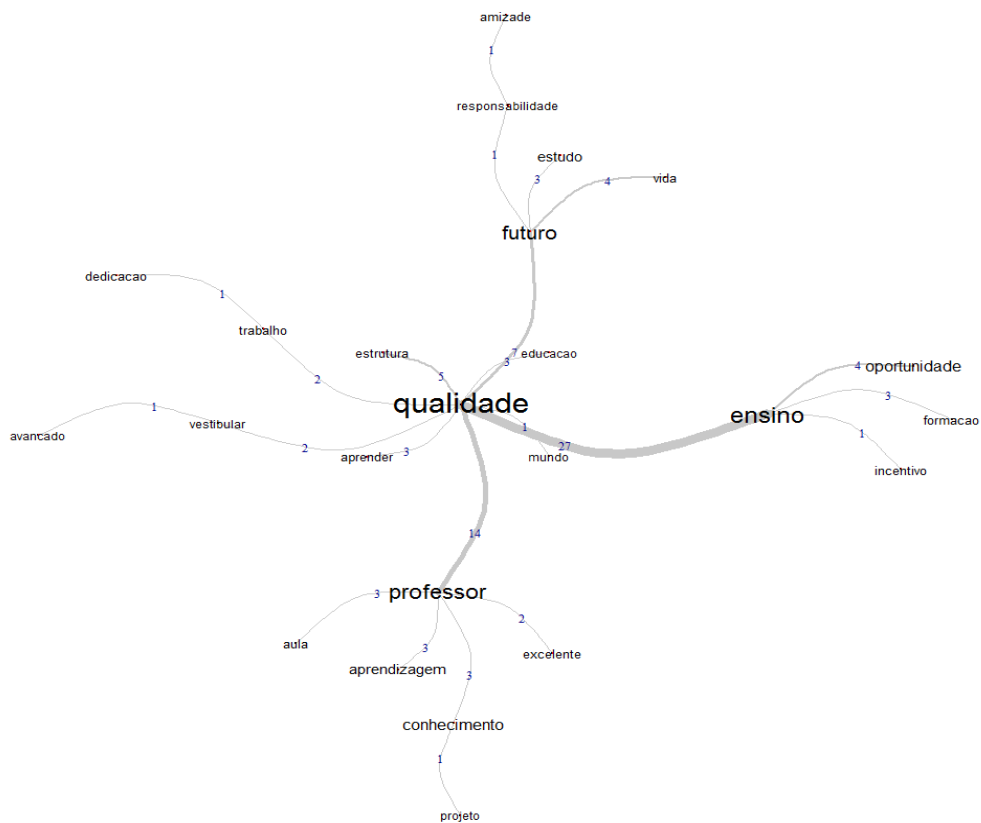 amizade
1
responsabilidade
1
estudo
3
4
vida
futuro
dedicacao
1
trabalho
estrutura
7
educacao
3
5
2
4
oportunidade
qualidade
3
1
ensino
formacao
vestibular
avancado
1
27
2
3
aprender
mundo
1
incentivo
14
professor
3
2
aula
3
excelente
aprendizagem
3
conhecimento
1
projeto